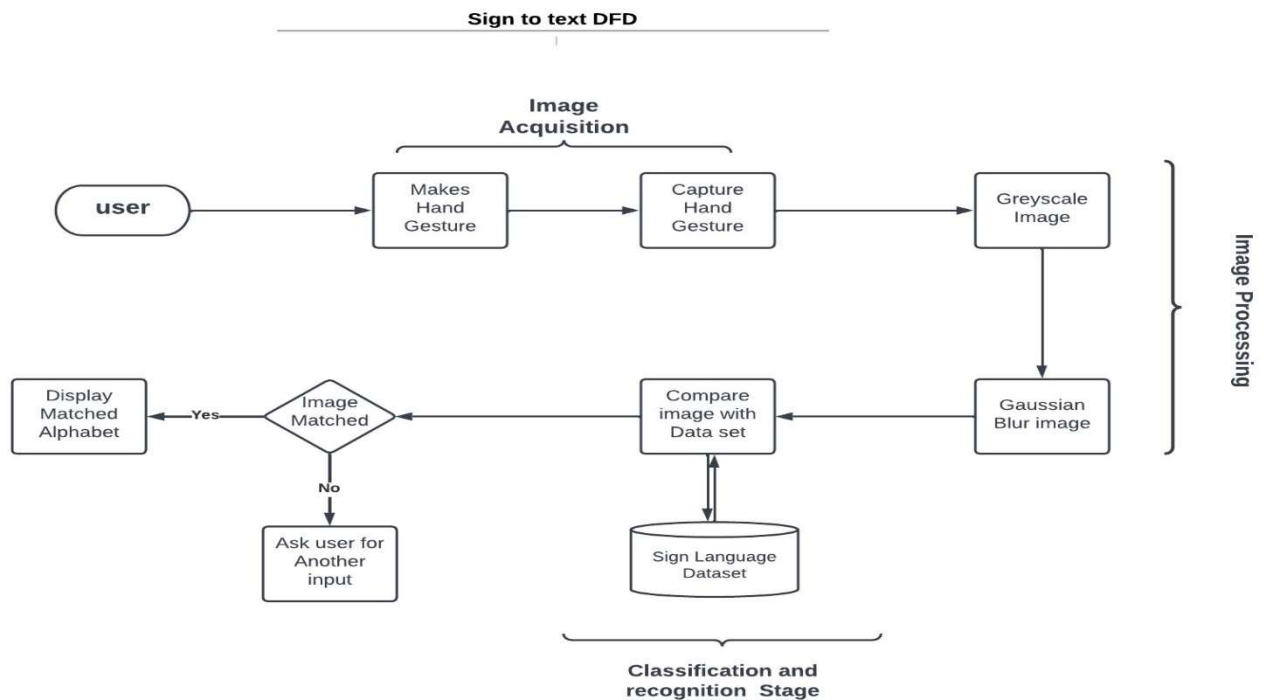 Sign to text DFD
Image
Acquisition
user
Makes
Hand
Gesture
Capture
Hand
Gesture
Greyscale
Image
Image Processing
Display
Matched
Alphabet
Yes
Image
Matched
Compare
image with
Data set
Gaussian
Blur image
No
Ask user for
Another
input
Sign Language
Dataset
Classification and
recognition Stage